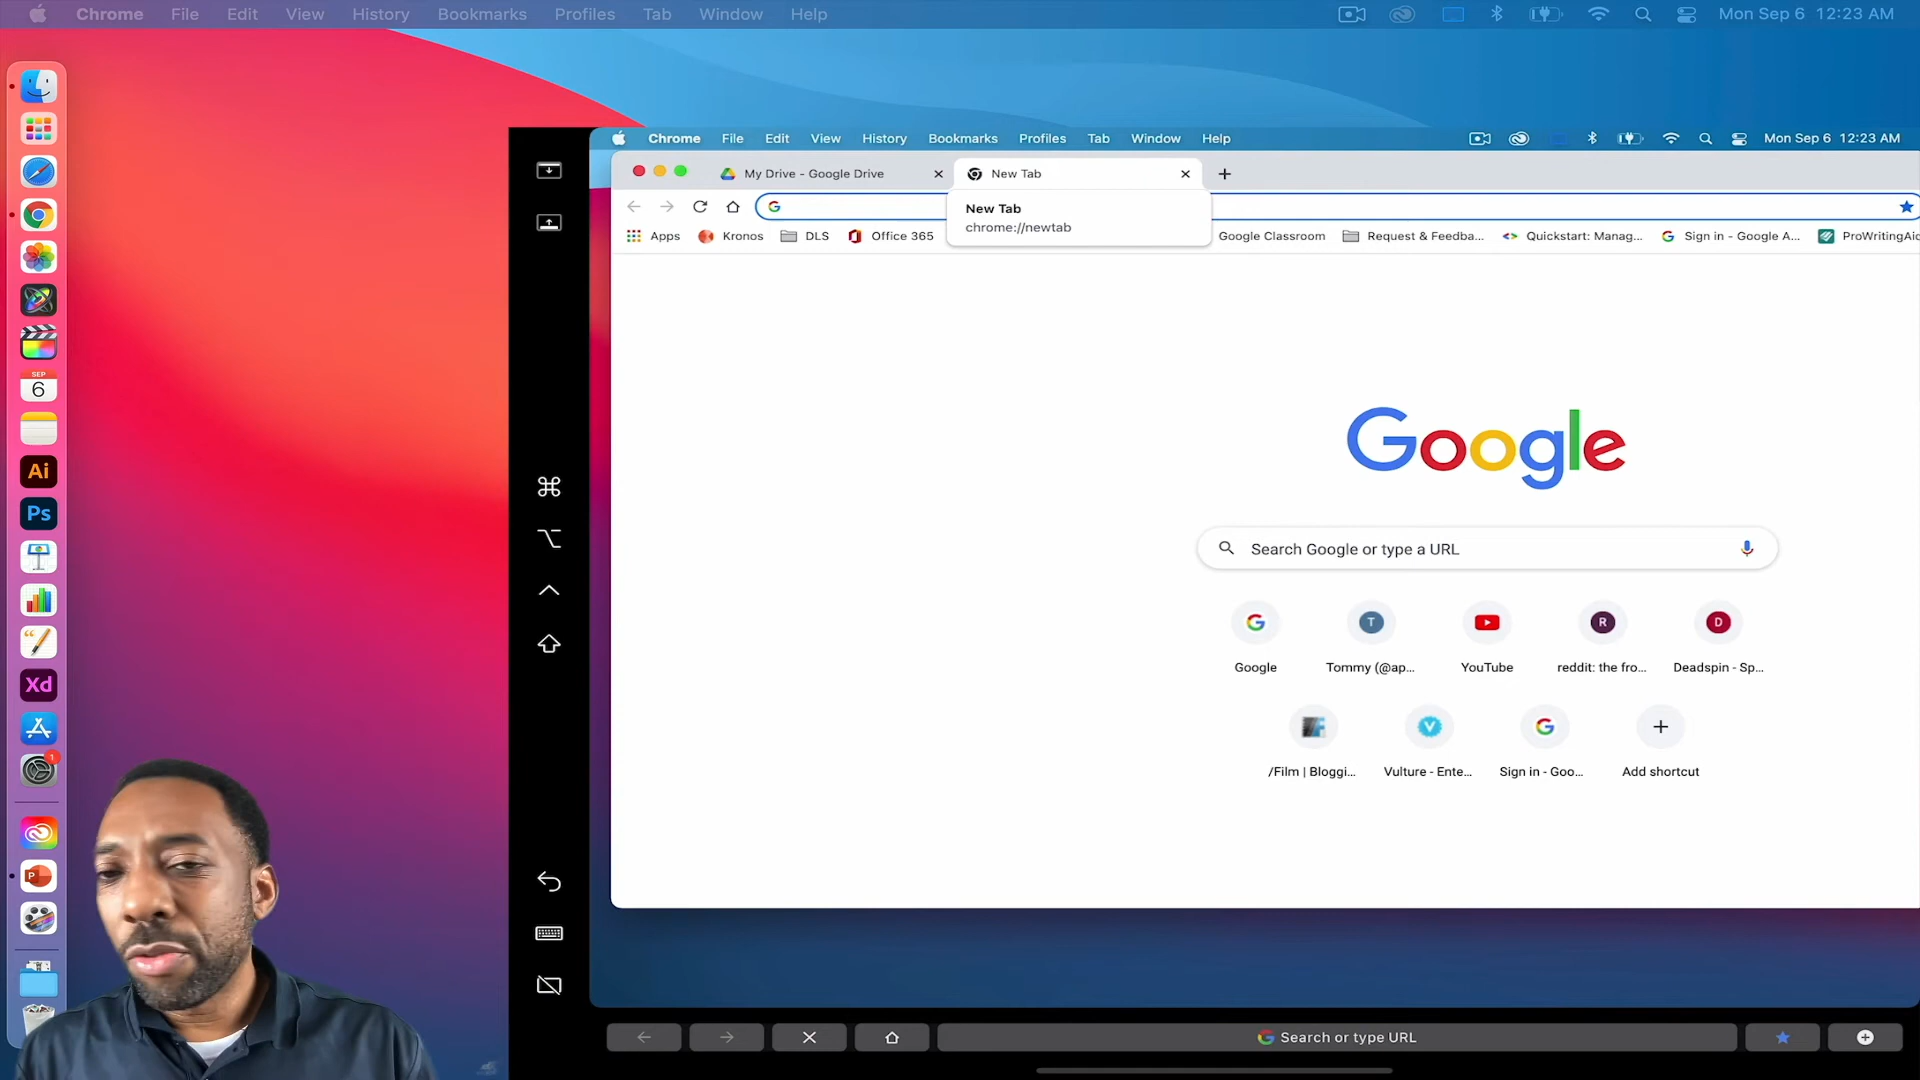 Chrome File Edit View History Bookmarks Profiles Tab Window Help Mon Sep 6 12:23 AM
Chrome File Edit View History Bookmarks Profiles Tab Window Help Mon Sep 6 12:23 AM
My Drive - Google Drive New Tab
New Tab
chrome://newtab
Apps Kronos DLS Office 365 Google Classroom Request & Feedba... Quickstart: Manag... Sign in - Google A... ProWritingAid
SEP
6
Google
Ai
Ps
Search Google or type a URL
T R D
Google Tommy (@ap... YouTube reddit: the fro... Deadspin - Sp...
Xd
V
1
/Film | Bloggi... Vulture - Ente... Sign in - Goo... Add shortcut
P
Search or type URL